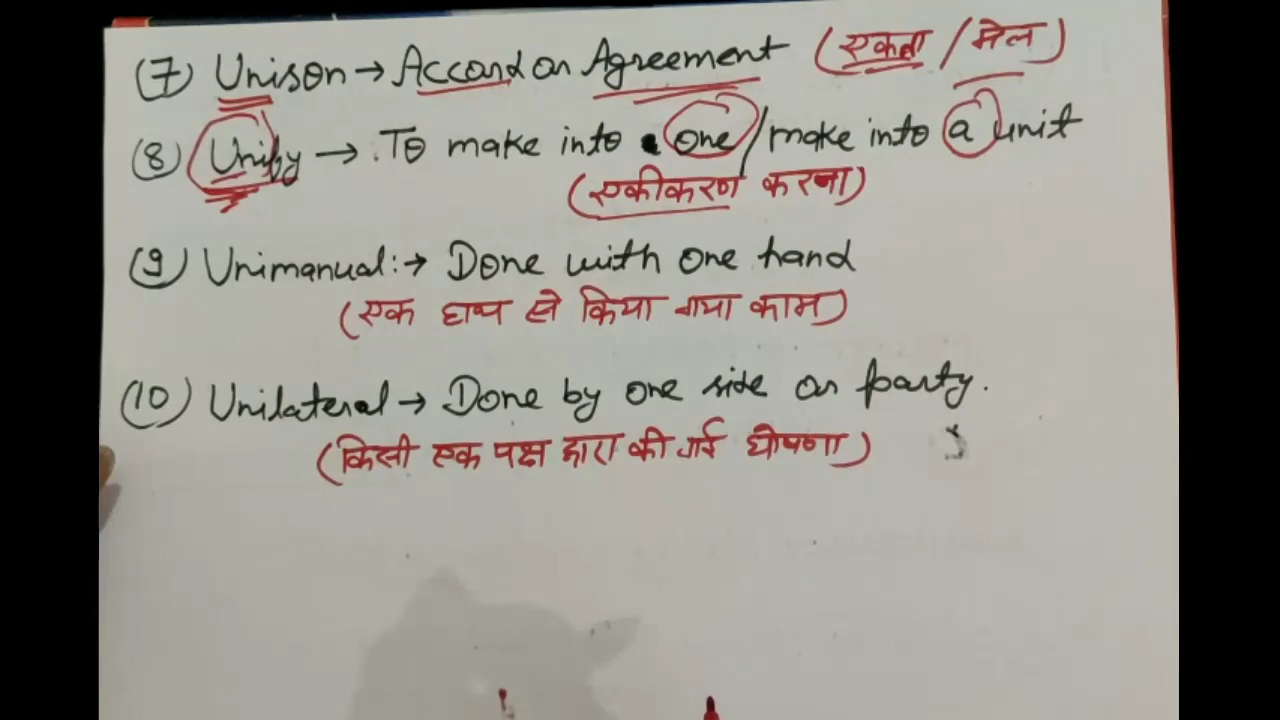 (7) Unison → Accord or Agreement (एकता / मेल)
(8) Unify → To make into one / make into a unit
(एकीकरण करना)
(9) Unimanual:→ Done with one hand
(एक हाथ से किया गया काम)
(10) Unilateral → Done by one side or party.
(किसी एक पक्ष द्वारा की गई घोषणा)